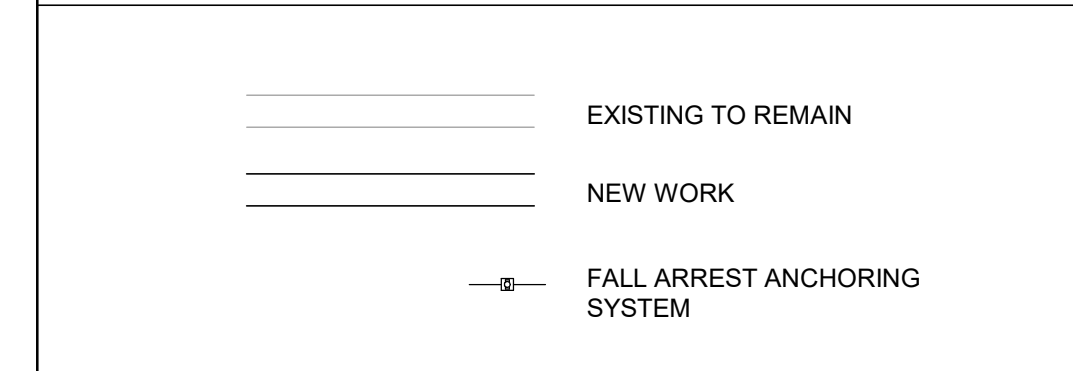 EXISTING TO REMAIN
NEW WORK
FALL ARREST ANCHORING
SYSTEM